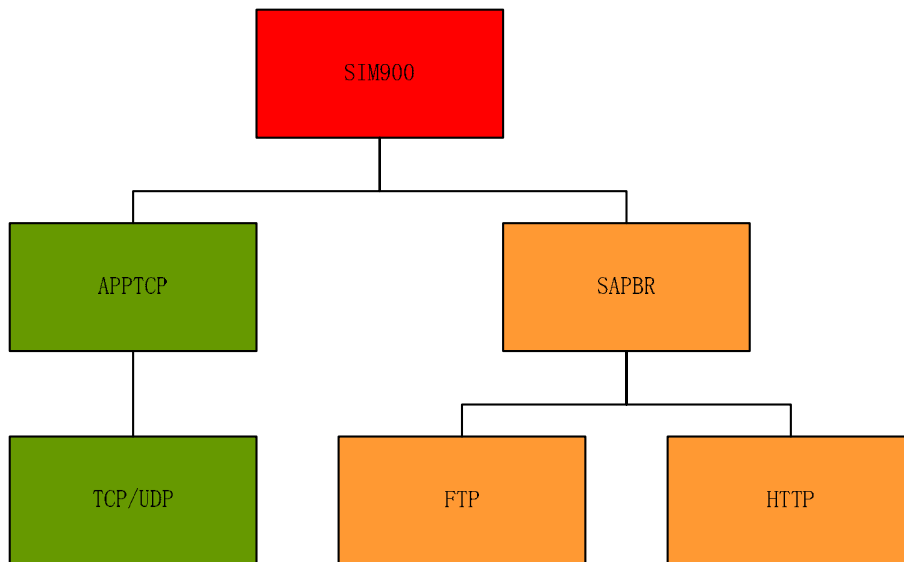 SIM900
APPTCP
SAPBR
TCP/UDP
FTP
HTTP